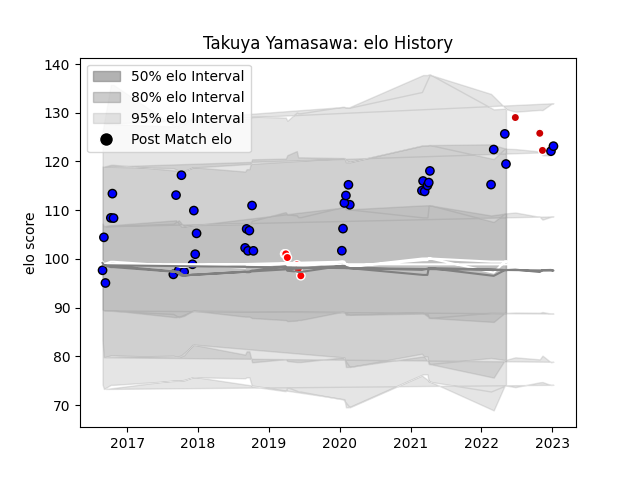 Takuya Yamasawa: elo History
140
130
120
110
100
90
80
70
elo score
50% elo Interval
80% elo Interval
95% elo Interval
Post Match elo
2017 2018 2019 2020 2021 2022 2023